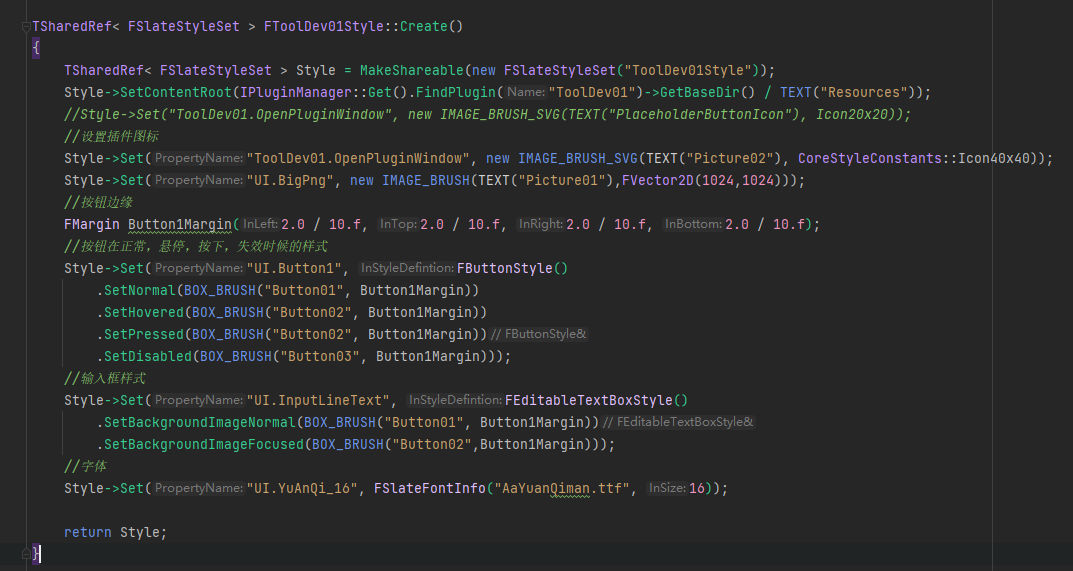 TSharedRef< FSlateStyleSet > FToolDev01Style::Create()
{
TSharedRef< FSlateStyleSet > Style = MakeShareable(new FSlateStyleSet("ToolDev01Style"));
Style->SetContentRoot(IPluginManager::Get().FindPlugin(Name:"ToolDev01")->GetBaseDir() / TEXT("Resources"));
//Style->Set("ToolDev01.OpenPluginWindow", new IMAGE_BRUSH_SVG(TEXT("PlaceholderButtonIcon"), Icon20x20));
//设置插件图标
Style->Set(PropertyName:"ToolDev01.OpenPluginWindow", new IMAGE_BRUSH_SVG(TEXT("Picture02"), CoreStyleConstants::Icon40x40));
Style->Set(PropertyName:"UI.BigPng", new IMAGE_BRUSH(TEXT("Picture01"),FVector2D(1024,1024)));
//按钮边缘
FMargin Button1Margin(InLeft:2.0 / 10.f, InTop:2.0 / 10.f, InRight:2.0 / 10.f, InBottom:2.0 / 10.f);
//按钮在正常，悬停，按下，失效时候的样式
Style->Set(PropertyName:"UI.Button1", InStyleDefintion:FButtonStyle()
.SetNormal(BOX_BRUSH("Button01", Button1Margin))
.SetHovered(BOX_BRUSH("Button02", Button1Margin))
.SetPressed(BOX_BRUSH("Button02", Button1Margin)) // FButtonStyle&
.SetDisabled(BOX_BRUSH("Button03", Button1Margin)));
//输入框样式
Style->Set(PropertyName:"UI.InputLineText", InStyleDefintion:FEditableTextBoxStyle()
.SetBackgroundImageNormal(BOX_BRUSH("Button01", Button1Margin)) // FEditableTextBoxStyle&
.SetBackgroundImageFocused(BOX_BRUSH("Button02",Button1Margin)));
//字体
Style->Set(PropertyName:"UI.YuAnQi_16", FSlateFontInfo("AaYuanQiman.ttf", InSize:16));
return Style;
}